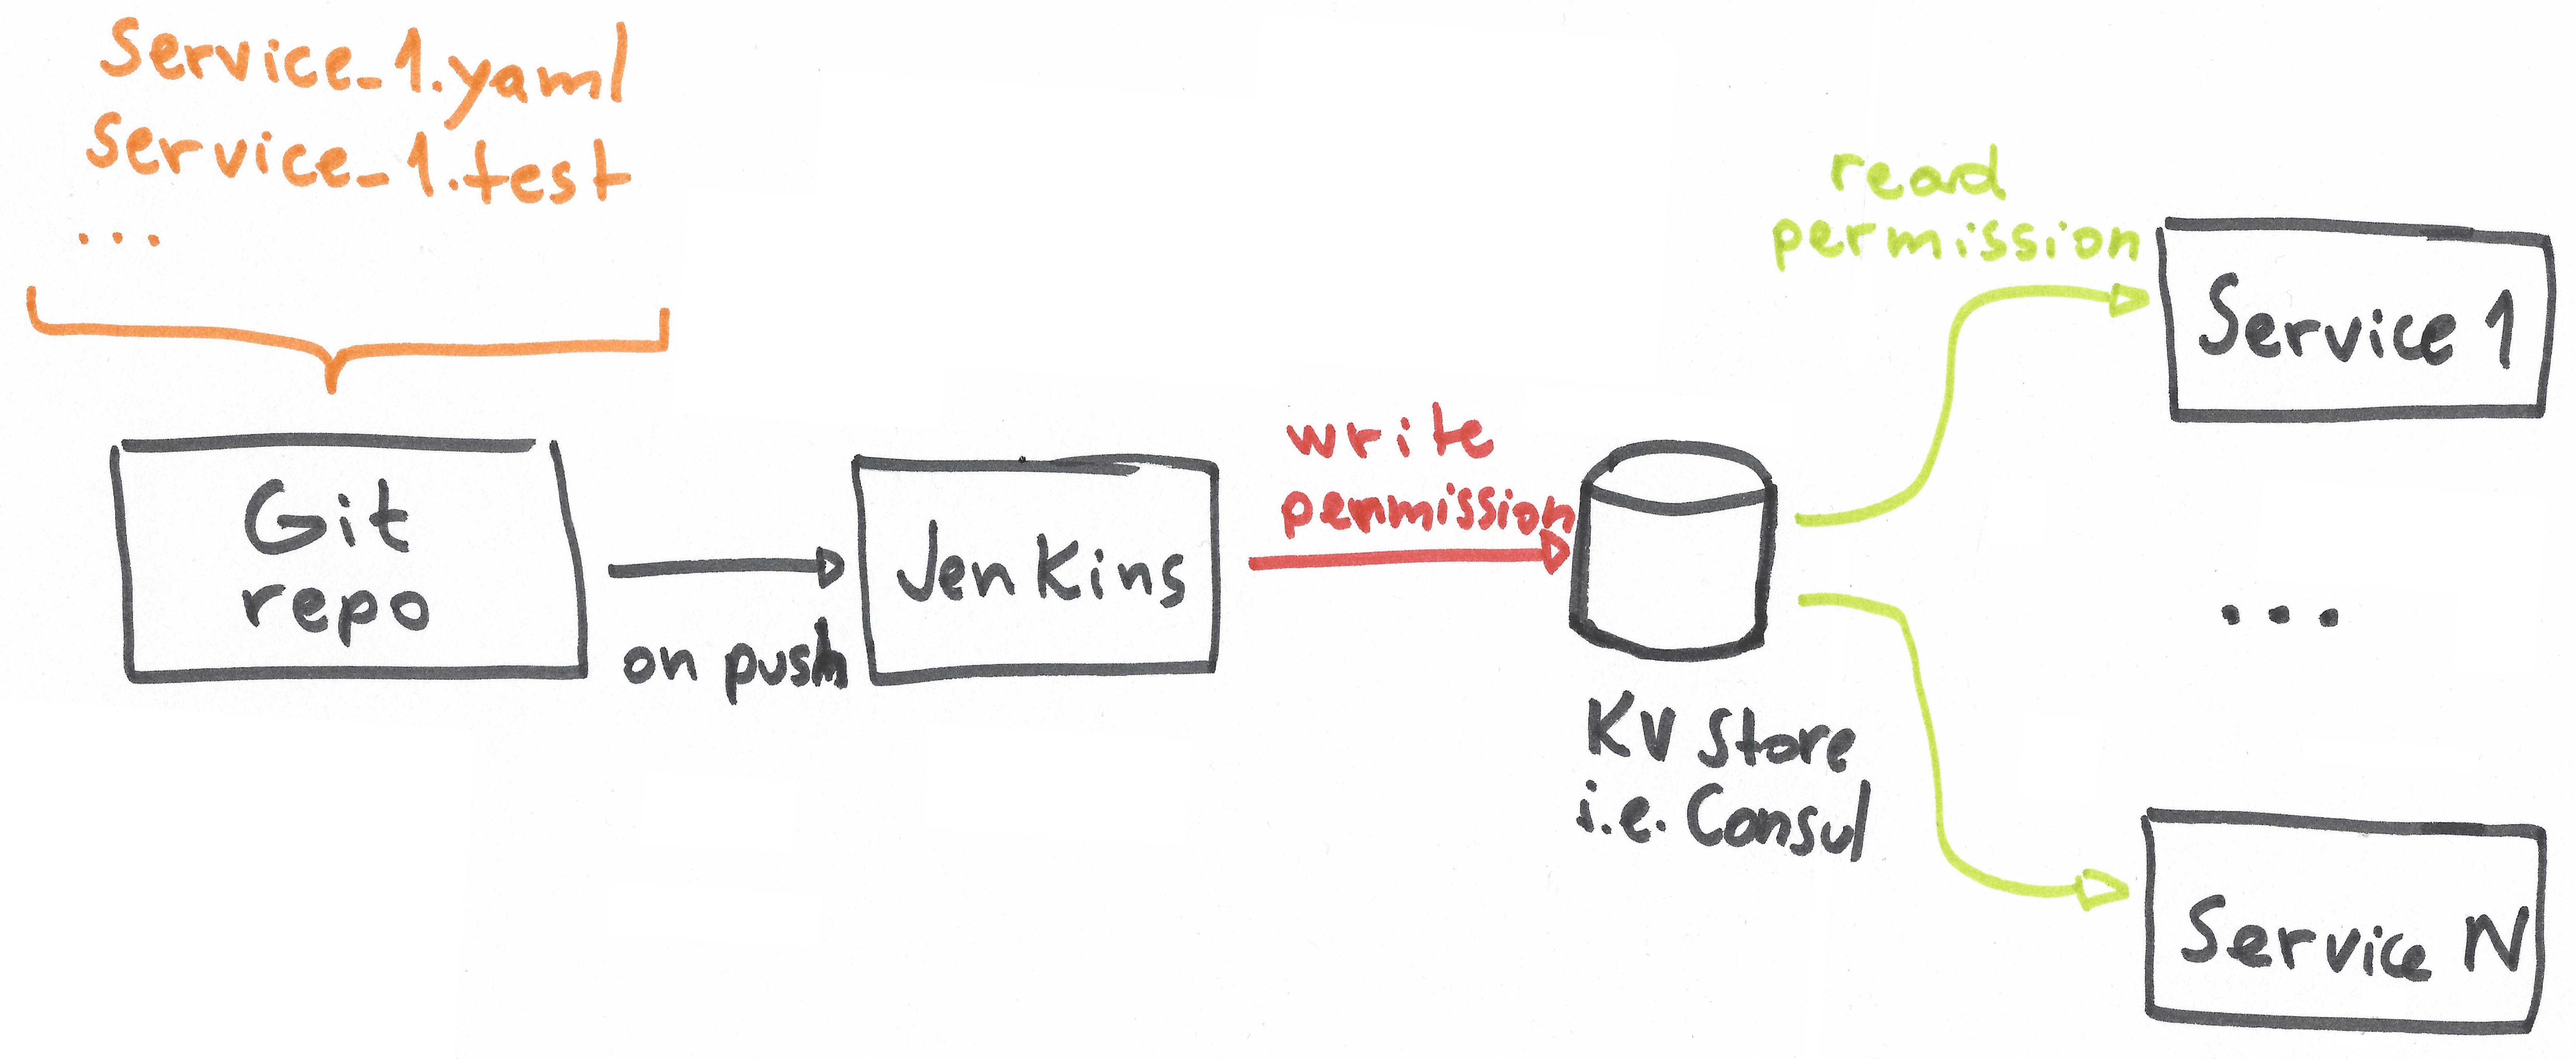 Service_1.yaml
Service_1.test
...
Git
repo
on push
Jenkins
write
permission
KV Store
i.e. Consul
read
permission
Service 1
...
Service N